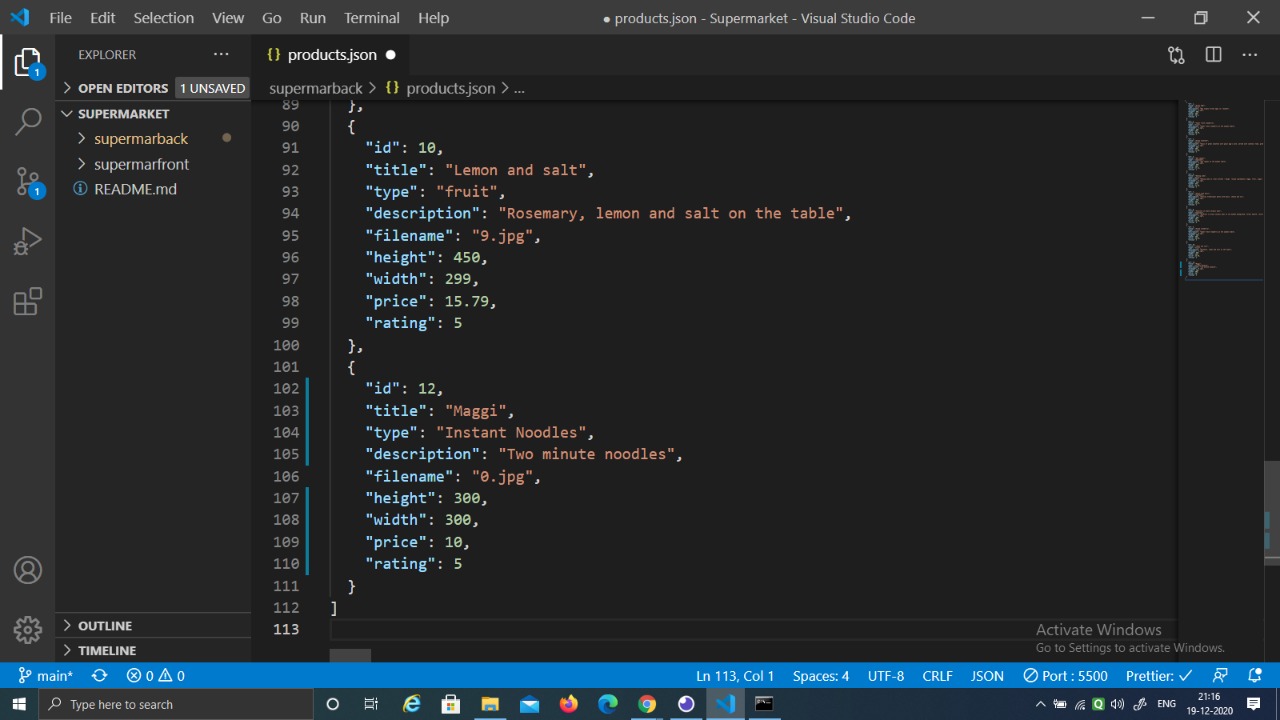 File Edit Selection View Go Run Terminal Help
● products.json - Supermarket - Visual Studio Code
EXPLORER
{} products.json ●
OPEN EDITORS 1 UNSAVED
supermarback > {} products.json > ...
SUPERMARKET
supermarback
supermarfront
README.md
1
1
89 },
90 {
91 "id": 10,
92 "title": "Lemon and salt",
93 "type": "fruit",
94 "description": "Rosemary, lemon and salt on the table",
95 "filename": "9.jpg",
96 "height": 450,
97 "width": 299,
98 "price": 15.79,
99 "rating": 5
100 },
101 {
102 "id": 12,
103 "title": "Maggi",
104 "type": "Instant Noodles",
105 "description": "Two minute noodles",
106 "filename": "0.jpg",
107 "height": 300,
108 "width": 300,
109 "price": 10,
110 "rating": 5
111 }
112 ]
113
OUTLINE
TIMELINE
Activate Windows
Go to Settings to activate Windows.
main* 0 0 Ln 113, Col 1 Spaces: 4 UTF-8 CRLF JSON Port : 5500 Prettier: ✓
Type here to search
ENG
21:16
19-12-2020